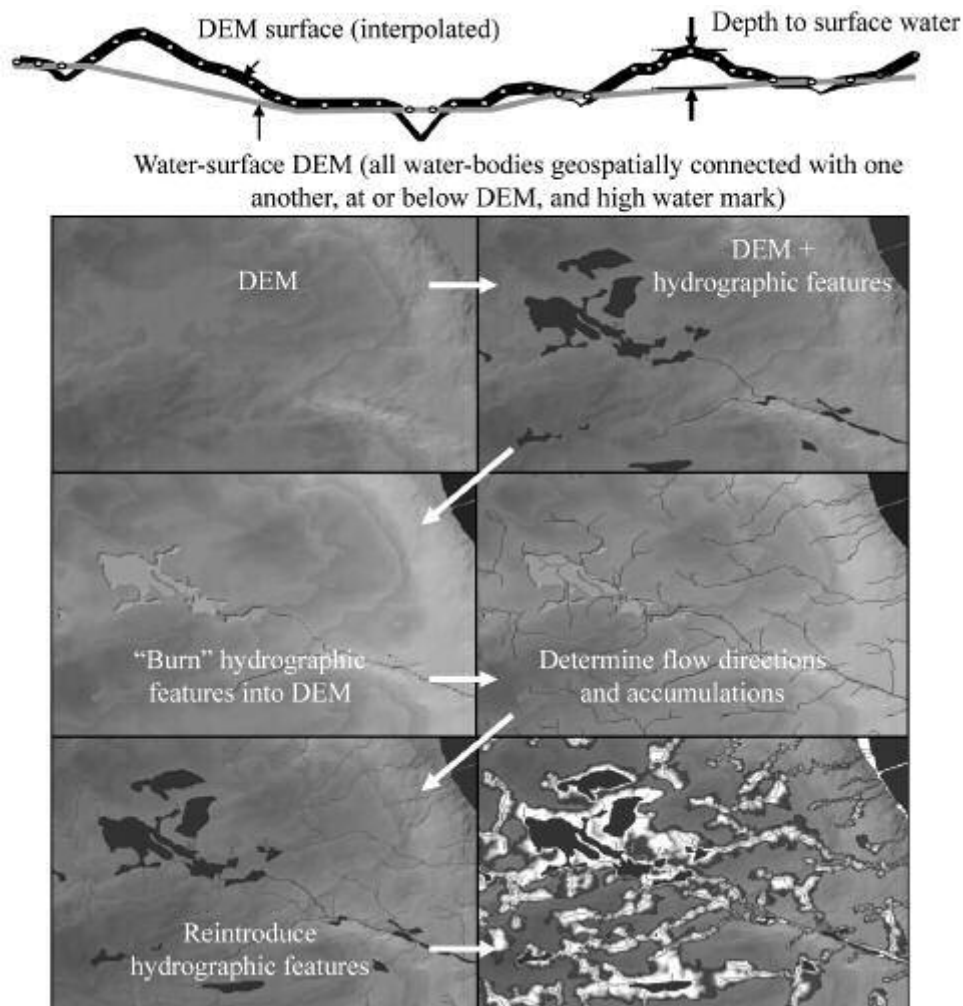 DEM surface (interpolated)
Depth to surface water
Water-surface DEM (all water-bodies geospatially connected with one
another, at or below DEM, and high water mark)
DEM
DEM +
hydrographic features
“Burn” hydrographic
features into DEM
Determine flow directions
and accumulations
Reintroduce
hydrographic features